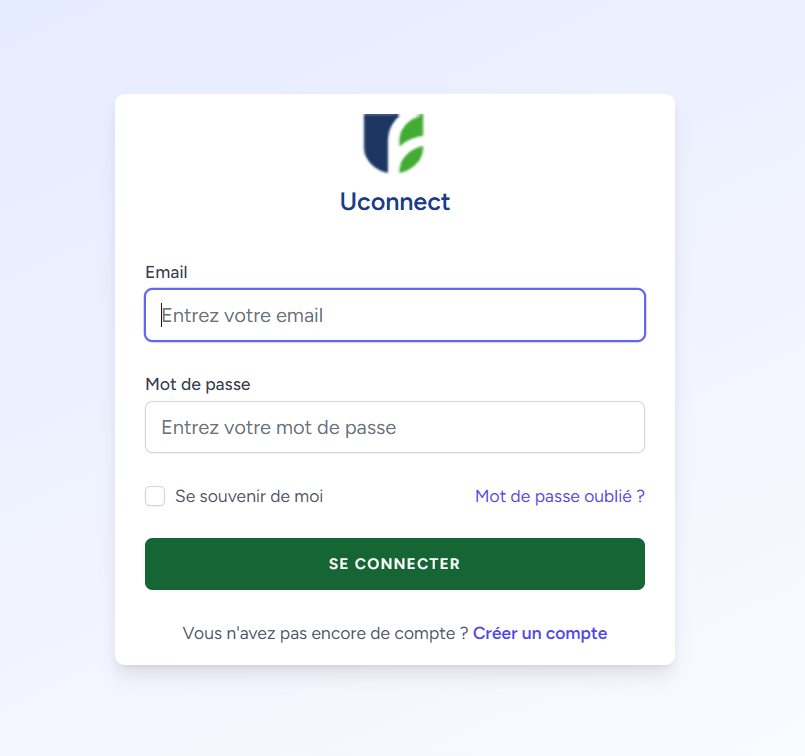 Uconnect
Email
Entrez votre email
Mot de passe
Entrez votre mot de passe
Se souvenir de moi
Mot de passe oublié ?
SE CONNECTER
Vous n'avez pas encore de compte ? Créer un compte